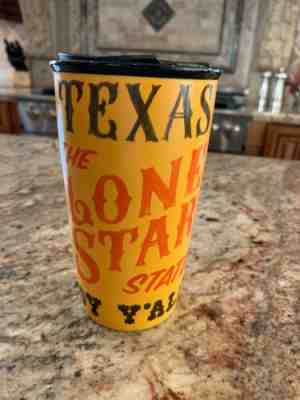 TEXAS
THE
LONE
STAR
STATE
Y Y'ALL